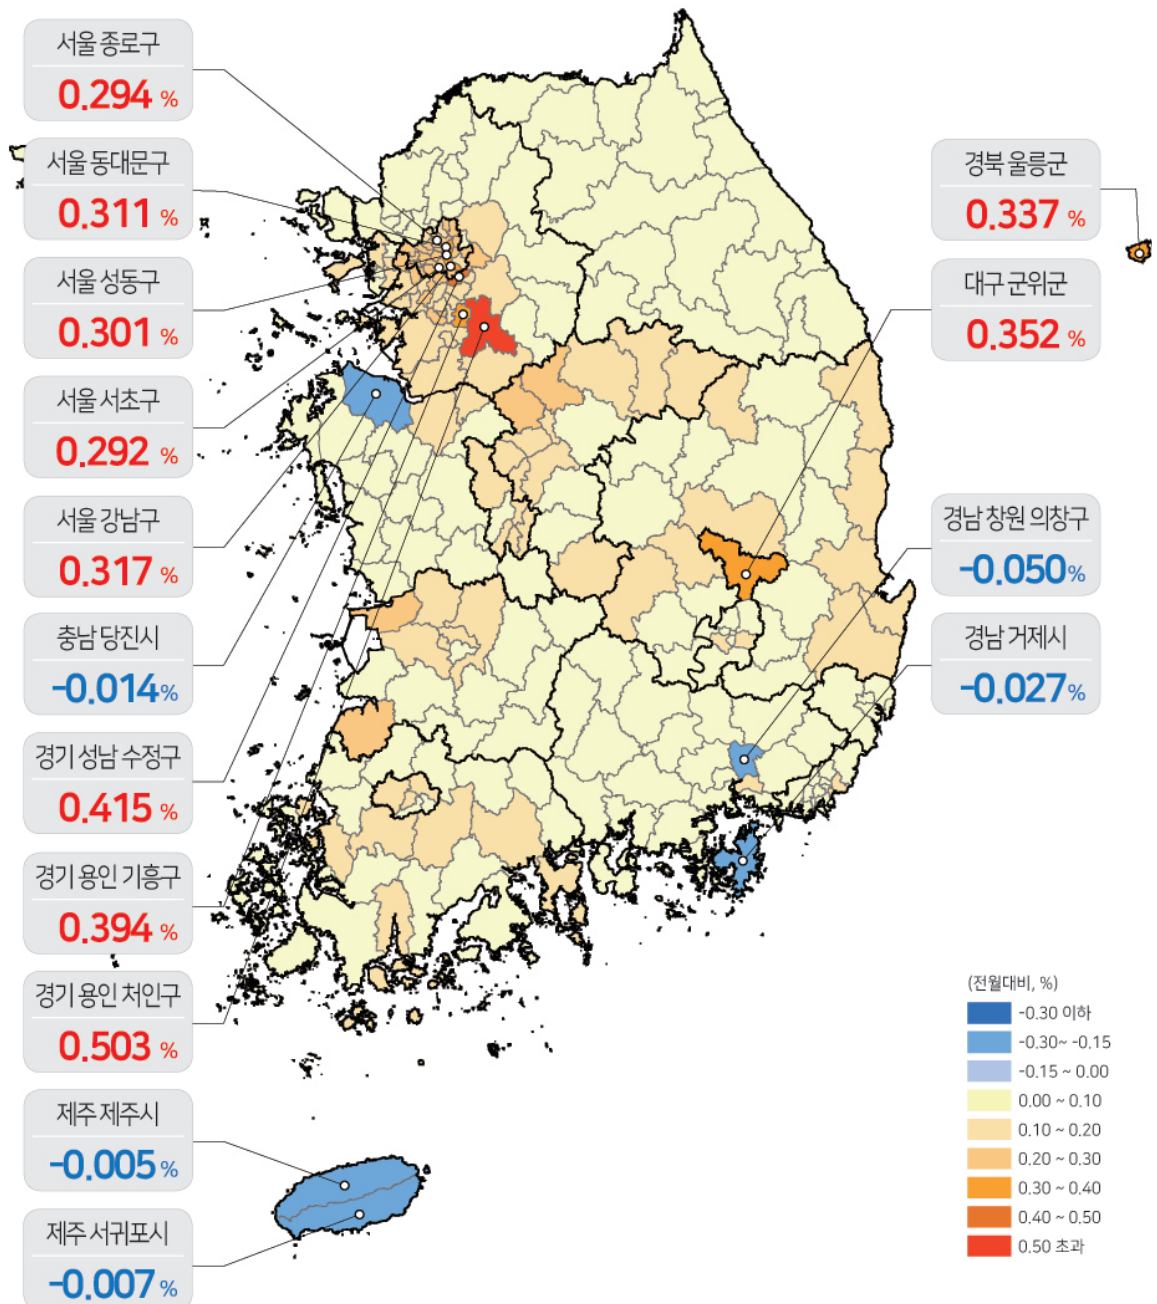 서울 종로구
0.294 %
서울 동대문구
0.311 %
서울 성동구
0.301 %
서울 서초구
0.292 %
서울 강남구
0.317 %
충남 당진시
-0.014%
경기 성남 수정구
0.415 %
경기 용인 기흥구
0.394 %
경기 용인 처인구
0.503 %
제주 제주시
-0.005 %
제주 서귀포시
-0.007 %
경북 울릉군
0.337 %
대구 군위군
0.352 %
경남 창원 의창구
-0.050%
경남 거제시
-0.027%
(전월대비, %)
-0.30 이하
-0.30~ -0.15
-0.15 ~ 0.00
0.00 ~ 0.10
0.10 ~ 0.20
0.20 ~ 0.30
0.30 ~ 0.40
0.40 ~ 0.50
0.50 초과